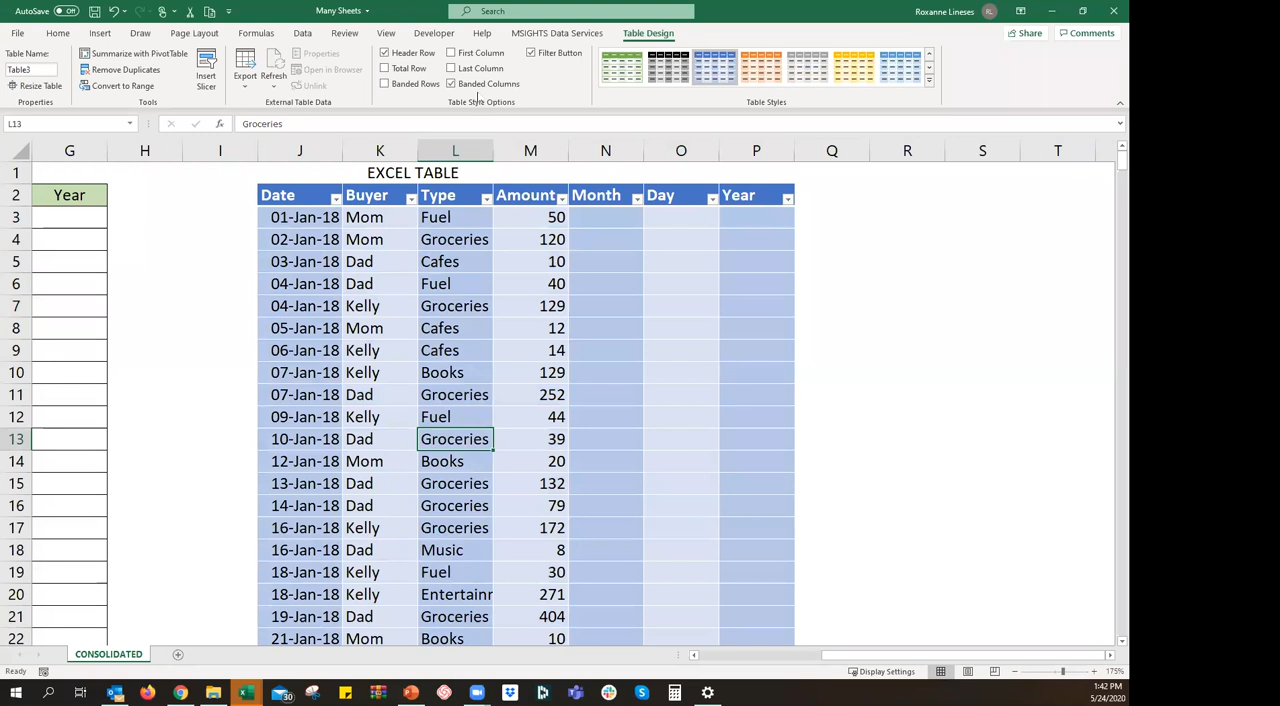 AutoSave Off Many Sheets Search Roxanne Lineses RL
File Home Insert Draw Page Layout Formulas Data Review View Developer Help MSIGHTS Data Services Table Design Share Comments
Table Name: Summarize with PivotTable Properties Header Row First Column Filter Button
Table3 Remove Duplicates Insert Slicer Export Refresh Open in Browser Total Row Last Column
Resize Table Convert to Range Unlink Banded Rows Banded Columns
Properties Tools External Table Data Table Style Options Table Styles
L13 fx Groceries
G H I J K L M N O P Q R S T
1 EXCEL TABLE
2 Year Date Buyer Type Amount Month Day Year
3 01-Jan-18 Mom Fuel 50
4 02-Jan-18 Mom Groceries 120
5 03-Jan-18 Dad Cafes 10
6 04-Jan-18 Dad Fuel 40
7 04-Jan-18 Kelly Groceries 129
8 05-Jan-18 Mom Cafes 12
9 06-Jan-18 Kelly Cafes 14
10 07-Jan-18 Kelly Books 129
11 07-Jan-18 Dad Groceries 252
12 09-Jan-18 Kelly Fuel 44
13 10-Jan-18 Dad Groceries 39
14 12-Jan-18 Mom Books 20
15 13-Jan-18 Dad Groceries 132
16 14-Jan-18 Dad Groceries 79
17 16-Jan-18 Kelly Groceries 172
18 16-Jan-18 Dad Music 8
19 18-Jan-18 Kelly Fuel 30
20 18-Jan-18 Kelly Entertainr 271
21 19-Jan-18 Dad Groceries 404
22 21-Jan-18 Mom Books 10
CONSOLIDATED
Ready Display Settings 175%
30 1:42 PM
5/24/2020